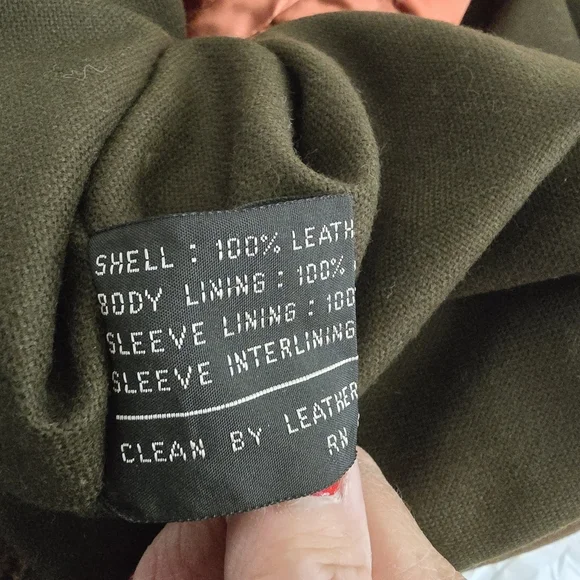 SHELL : 100% LEATH
BODY LINING : 100%
SLEEVE LINING : 100
SLEEVE INTERLINING
CLEAN BY LEATHER
RN